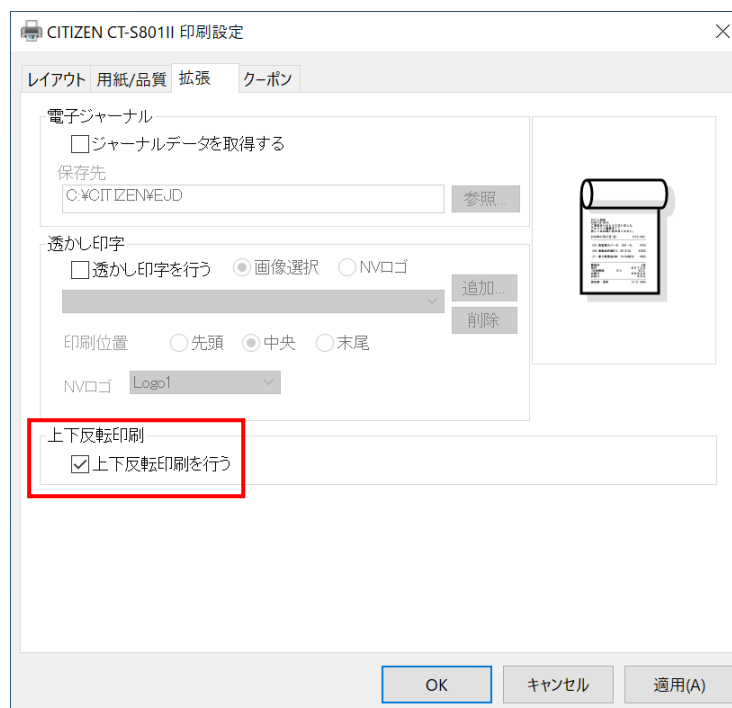 CITIZEN CT-S801II 印刷設定
レイアウト 用紙/品質 拡張 クーポン
電子ジャーナル
ジャーナルデータを取得する
保存先
C:¥CITIZEN¥EJD 参照...
透かし印字
透かし印字を行う 画像選択 NVロゴ
追加...
削除
印刷位置 先頭 中央 末尾
NVロゴ Logo1
上下反転印刷
上下反転印刷を行う
OK キャンセル 適用(A)